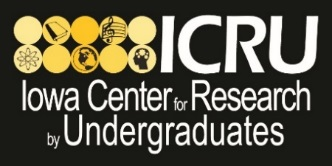 ICRU
Iowa Center for Research
by Undergraduates